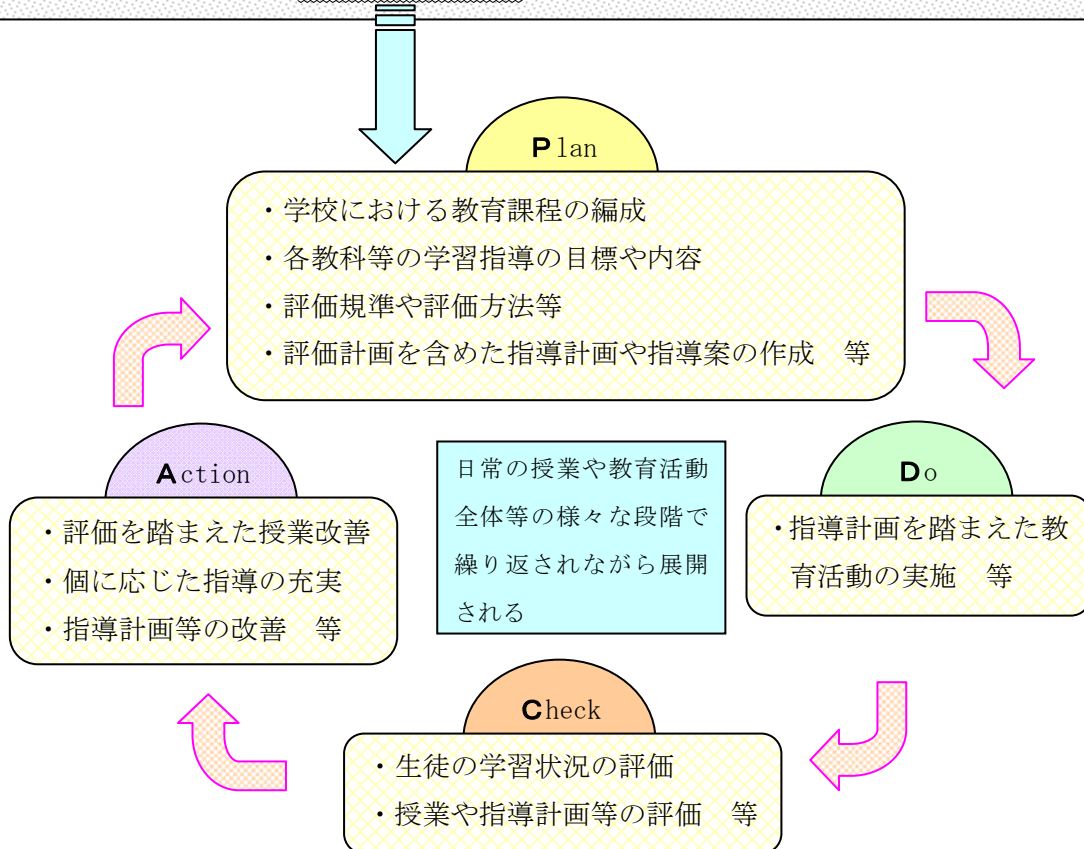 Plan
・学校における教育課程の編成
・各教科等の学習指導の目標や内容
・評価規準や評価方法等
・評価計画を含めた指導計画や指導案の作成　等
Action
・評価を踏まえた授業改善
・個に応じた指導の充実
・指導計画等の改善　等
日常の授業や教育活動
全体等の様々な段階で
繰り返されながら展開
される
Do
・指導計画を踏まえた教
育活動の実施　等
Check
・生徒の学習状況の評価
・授業や指導計画等の評価　等